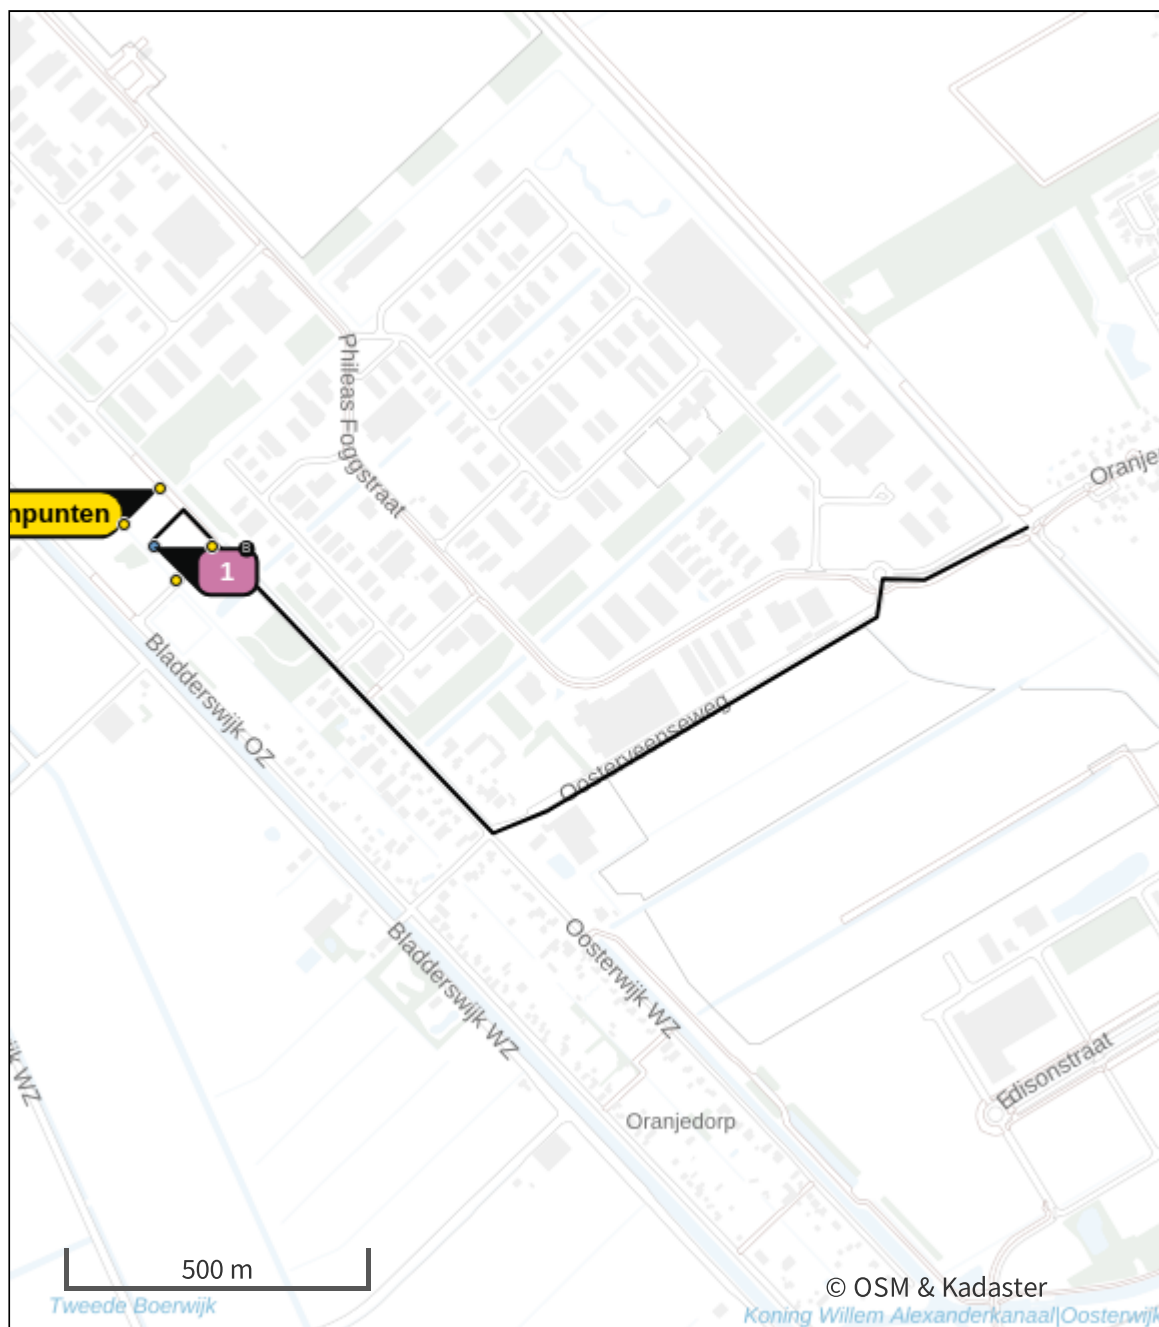 Phileas Foggstraat
Oranje
npunten
B
1
Bladderswijk OZ
Oosterveenseweg
Oosterwijk WZ
Bladderswijk WZ
ijk WZ
Edisonstraat
Oranjedorp
500 m
© OSM & Kadaster
Tweede Boerwijk
Koning Willem Alexanderkanaal|Oosterwijk